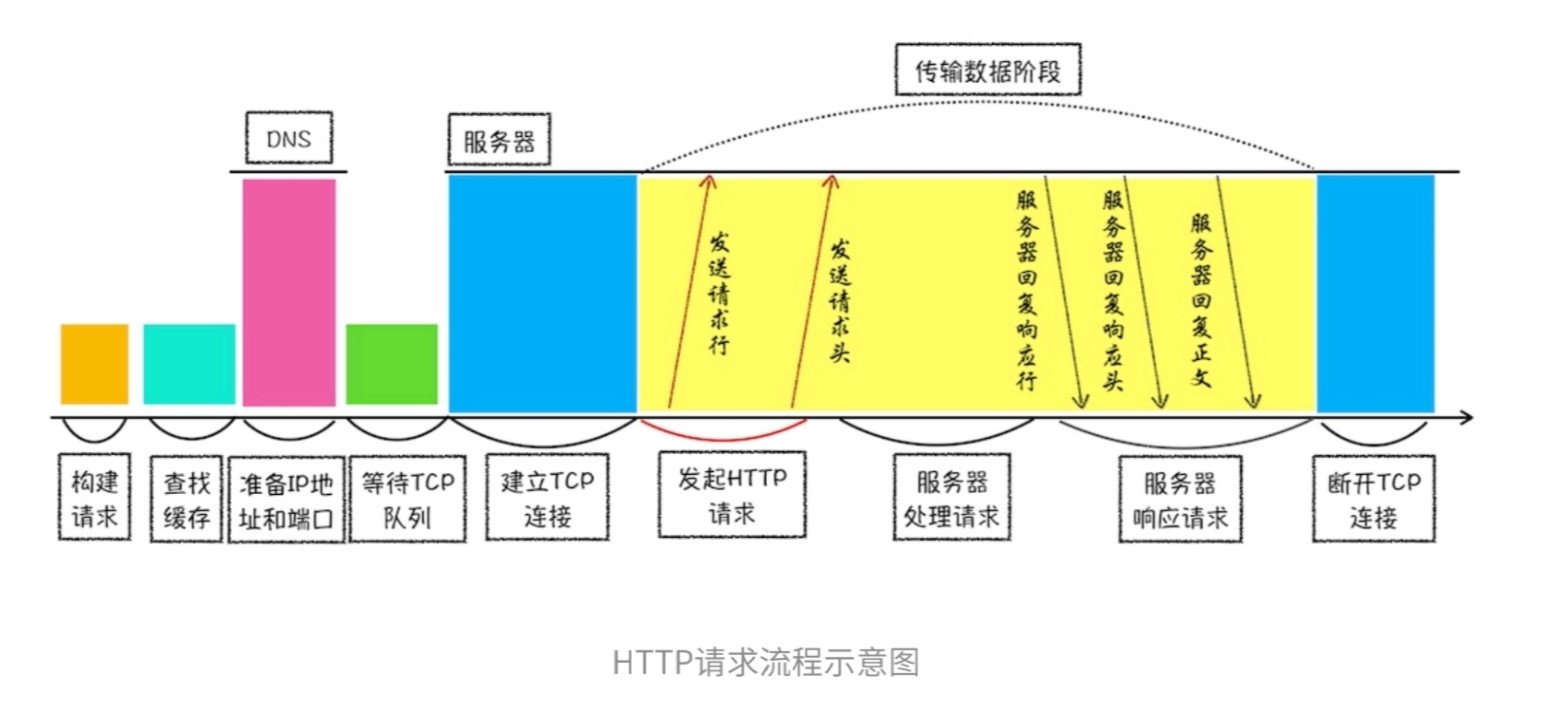 传输数据阶段
DNS
服务器
发送请求行
发送请求头
服务器回复响应行
服务器回复响应头
服务器回复正文
构建
请求
查找
缓存
准备IP地
址和端口
等待TCP
队列
建立TCP
连接
发起HTTP
请求
服务器
处理请求
服务器
响应请求
断开TCP
连接
HTTP请求流程示意图